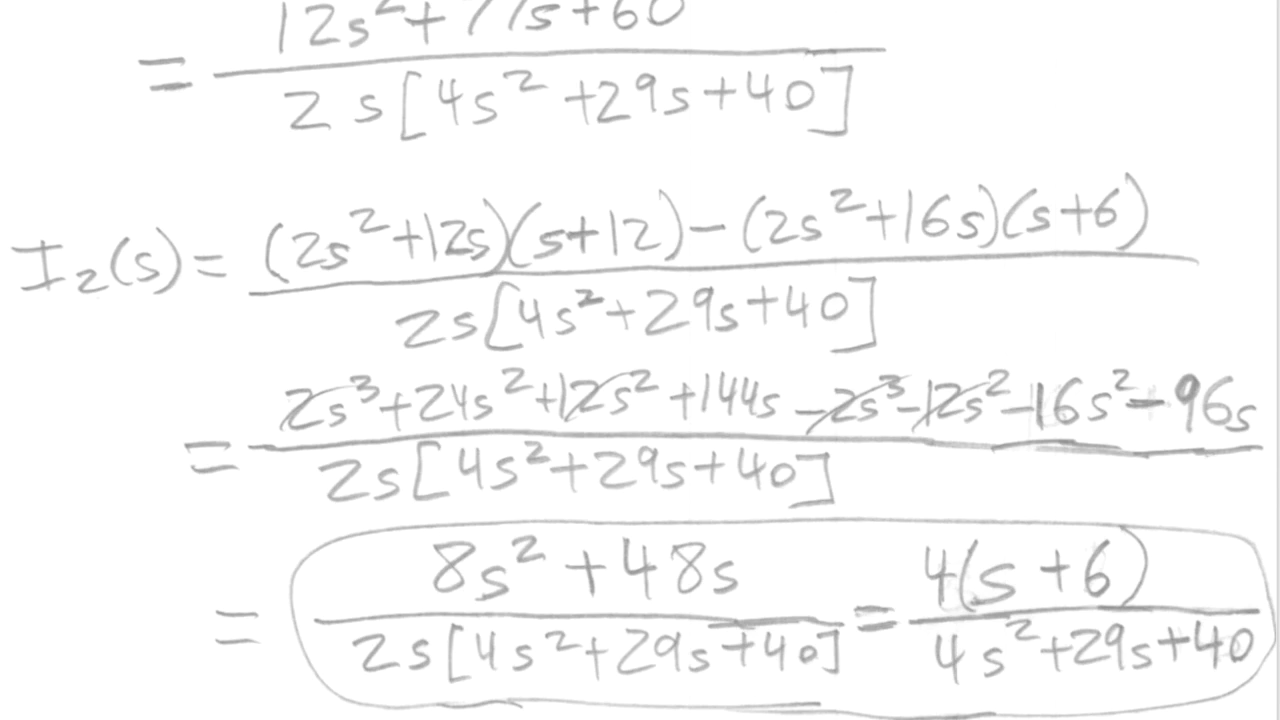 = 12s²+77s+60 / 2s[4s²+29s+40]
I₂(s) = (2s²+12s)(s+12)-(2s²+16s)(s+6) / 2s[4s²+29s+40]
= 2s³+24s²+12s²+144s-2s³-12s²-16s²-96s / 2s[4s²+29s+40]
= 8s²+48s / 2s[4s²+29s+40] = 4(s+6) / 4s²+29s+40